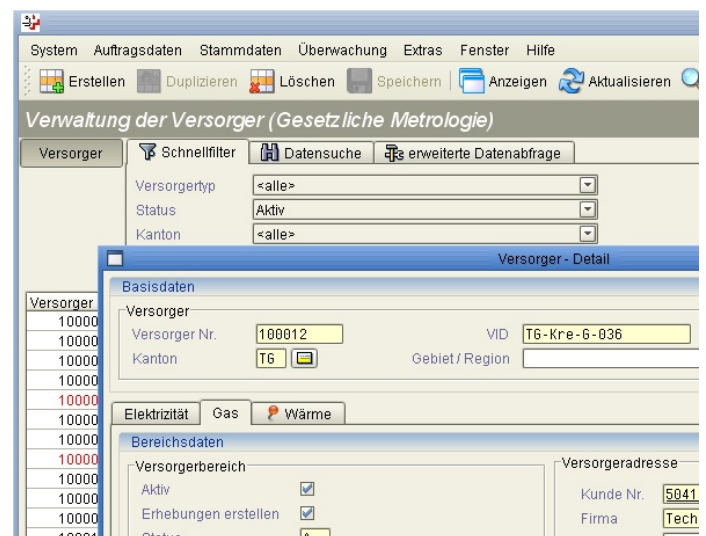 System Auftragsdaten Stammdaten Überwachung Extras Fenster Hilfe
Erstellen Duplizieren Löschen Speichern Anzeigen Aktualisieren
Verwaltung der Versorger (Gesetzliche Metrologie)
Versorger Schnellfilter Datensuche erweiterte Datenabfrage
Versorgertyp <alle>
Status Aktiv
Kanton <alle>
Versorger - Detail
Basisdaten
Versorger
Versorger
Versorger Nr. 100012 VID TG-Kre-G-036
Kanton TG Gebiet / Region
Elektrizität Gas Wärme
Bereichsdaten
Versorgerbereich Versorgeradresse
Aktiv Kunde Nr. 5041
Erhebungen erstellen Firma Tech
Status
10000
10000
10000
10000
10000
10000
10000
10000
10000
10000
10000